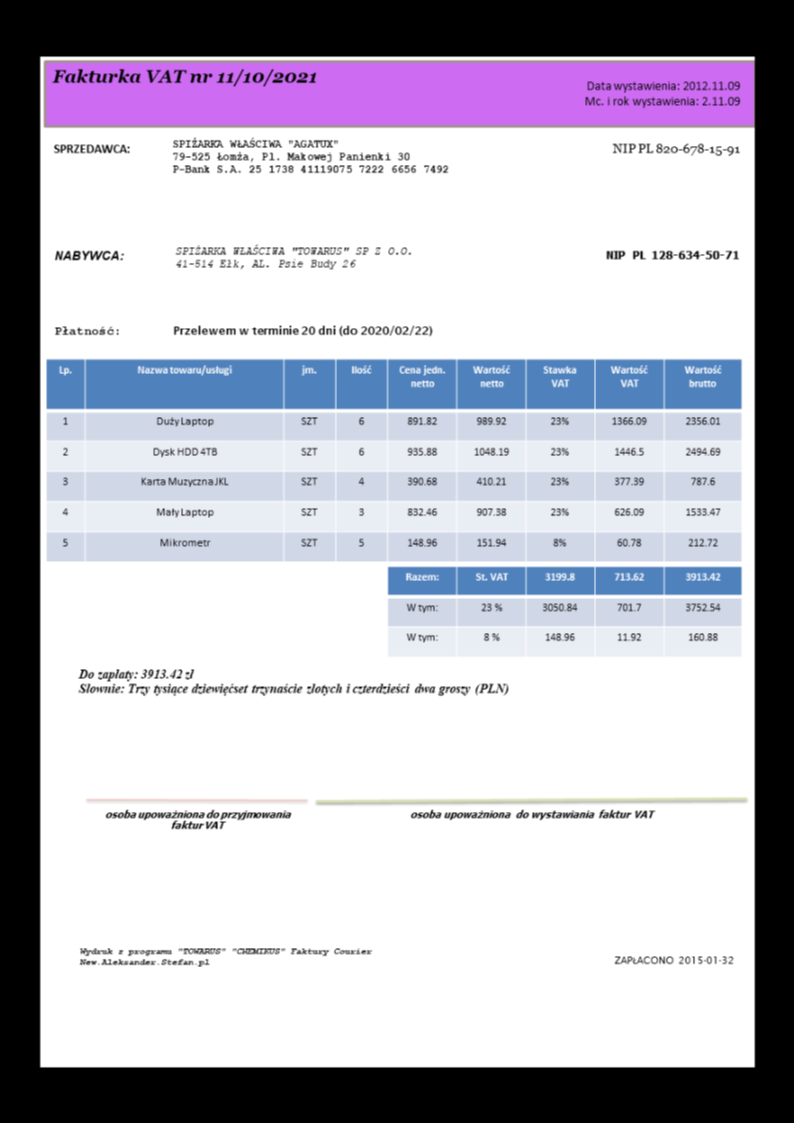 Fakturka VAT nr 11/10/2021
Data wystawienia: 2012.11.09
Mc. i rok wystawienia: 2.11.09
SPRZEDAWCA: SPIŻARKA WŁAŚCIWA "AGATUX" NIP PL 820-678-15-91
79-525 Łomża, Pl. Makowej Panienki 30
P-Bank S.A. 25 1738 41119075 7222 6656 7492
NABYWCA: SPIŻARKA WŁAŚCIWA "TOWARUS" SP Z O.O. NIP PL 128-634-50-71
41-514 Ełk, AL. Psie Budy 26
Płatność: Przelewem w terminie 20 dni (do 2020/02/22)
Lp. Nazwa towaru/usługi jm. Ilość Cena jedn. netto Wartość netto Stawka VAT Wartość VAT Wartość brutto
1 Duży Laptop SZT 6 891.82 989.92 23% 1366.09 2356.01
2 Dysk HDD 4TB SZT 6 935.88 1048.19 23% 1446.5 2494.69
3 Karta Muzyczna JKL SZT 4 390.68 410.21 23% 377.39 787.6
4 Mały Laptop SZT 3 832.46 907.38 23% 626.09 1533.47
5 Mikrometr SZT 5 148.96 151.94 8% 60.78 212.72
Razem: St. VAT 3199.8 713.62 3913.42
W tym: 23 % 3050.84 701.7 3752.54
W tym: 8 % 148.96 11.92 160.88
Do zapłaty: 3913.42 zł
Słownie: Trzy tysiące dziewięćset trzynaście złotych i czterdzieści dwa groszy (PLN)
osoba upoważniona do przyjmowania osoba upoważniona do wystawiania faktur VAT
faktur VAT
Wydruk z programu "TOWARUS" "CHEMIKUS" Faktury Courier
New.Aleksander.Stefan.pl ZAPŁACONO 2015-01-32